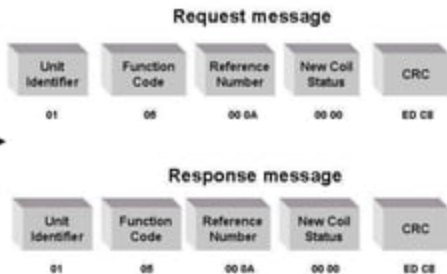 Request message
Unit Identifier
Function Code
Reference Number
New Coil Status
CRC
01 05 00 0A 00 00 ED C8
Response message
Unit Identifier
Function Code
Reference Number
New Coil Status
CRC
01 05 00 0A 00 00 ED C8